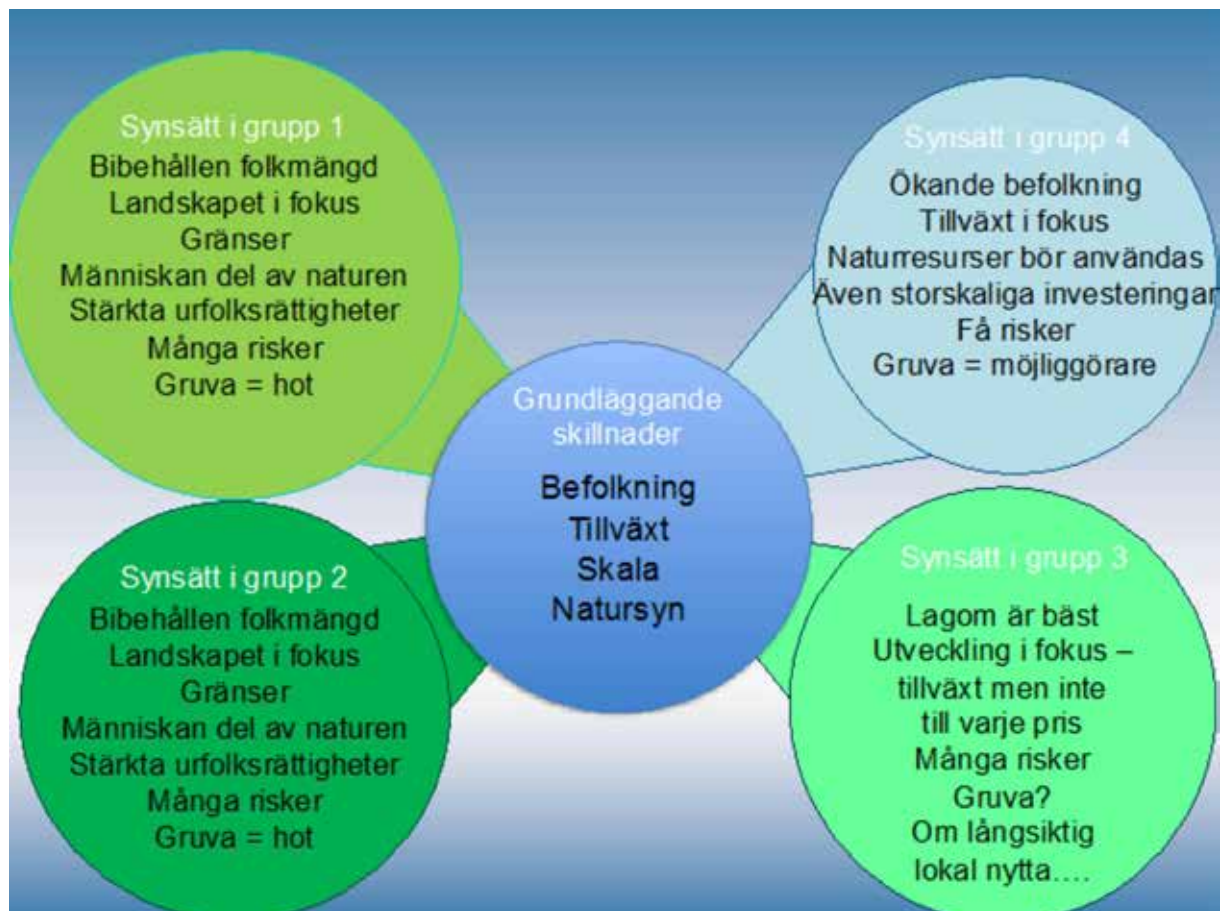 Synsätt i grupp 1
Bibehållen folkmängd
Landskapet i fokus
Gränser
Människan del av naturen
Stärkta urfolksrättigheter
Många risker
Gruva = hot
Synsätt i grupp 4
Ökande befolkning
Tillväxt i fokus
Naturresurser bör användas
Även storskaliga investeringar
Få risker
Gruva = möjliggörare
Grundläggande
skillnader
Befolkning
Tillväxt
Skala
Natursyn
Synsätt i grupp 2
Bibehållen folkmängd
Landskapet i fokus
Gränser
Människan del av naturen
Stärkta urfolksrättigheter
Många risker
Gruva = hot
Synsätt i grupp 3
Lagom är bäst
Utveckling i fokus –
tillväxt men inte
till varje pris
Många risker
Gruva?
Om långsiktig
lokal nytta….